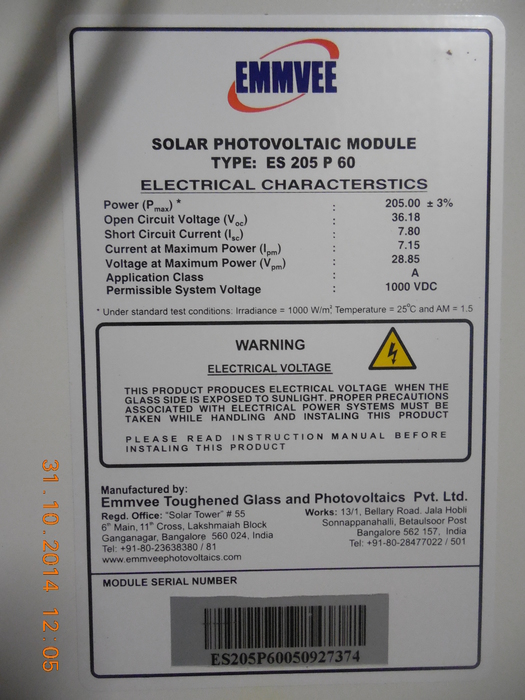 EMMVEE
SOLAR PHOTOVOLTAIC MODULE
TYPE: ES 205 P 60
ELECTRICAL CHARACTERSTICS
Power (Pmax) * : 205.00 ± 3%
Open Circuit Voltage (Voc) : 36.18
Short Circuit Current (Isc) : 7.80
Current at Maximum Power (Ipm) : 7.15
Voltage at Maximum Power (Vpm) : 28.85
Application Class : A
Permissible System Voltage : 1000 VDC
* Under standard test conditions: Irradiance = 1000 W/m², Temperature = 25°C and AM = 1.5
WARNING
ELECTRICAL VOLTAGE
THIS PRODUCT PRODUCES ELECTRICAL VOLTAGE WHEN THE
GLASS SIDE IS EXPOSED TO SUNLIGHT. PROPER PRECAUTIONS
ASSOCIATED WITH ELECTRICAL POWER SYSTEMS MUST BE
TAKEN WHILE HANDLING AND INSTALING THIS PRODUCT
PLEASE READ INSTRUCTION MANUAL BEFORE
INSTALING THIS PRODUCT
Manufactured by:
Emmvee Toughened Glass and Photovoltaics Pvt. Ltd.
Regd. Office: "Solar Tower" # 55
6th Main, 11th Cross, Lakshmaiah Block
Ganganagar, Bangalore 560 024, India
Tel: +91-80-23638380 / 81
www.emmveephotovoltaics.com
Works: 13/1, Bellary Road, Jala Hobli
Sonnappanahalli, Betaulsoor Post
Bangalore 562 157, India
Tel: +91-80-28477022 / 501
MODULE SERIAL NUMBER
ES205P60050927374
31.10.2014 12:05